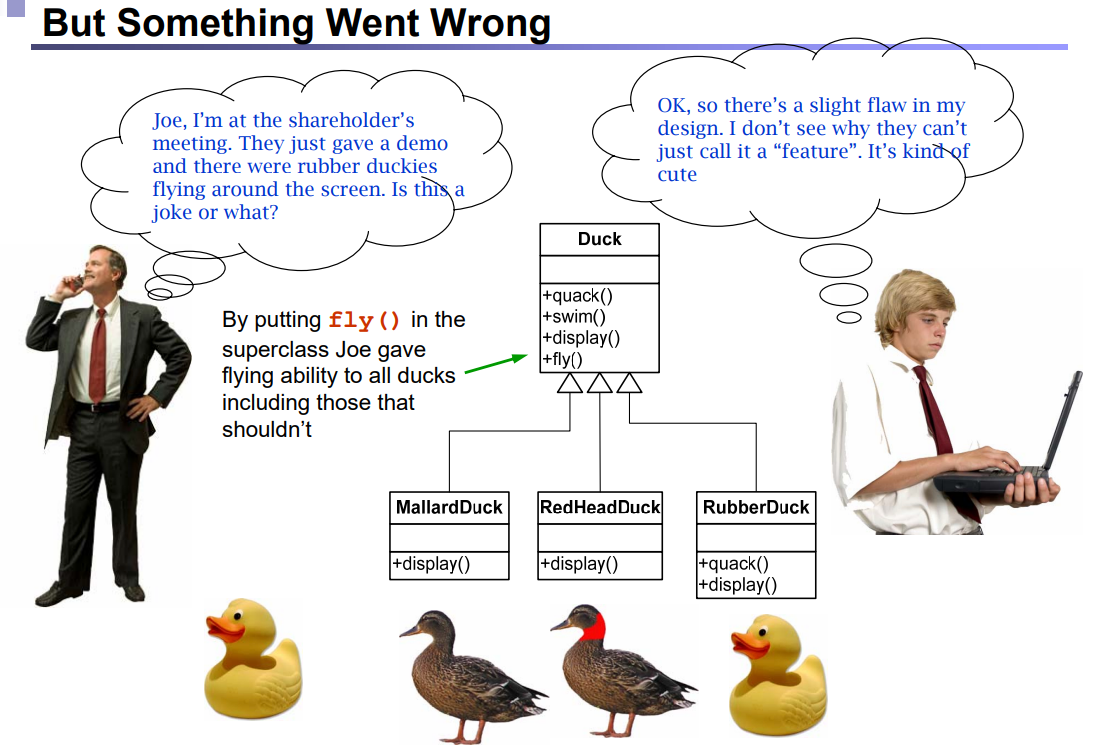 But Something Went Wrong
Joe, I'm at the shareholder's
meeting. They just gave a demo
and there were rubber duckies
flying around the screen. Is this a
joke or what?
OK, so there's a slight flaw in my
design. I don't see why they can't
just call it a “feature”. It's kind of
cute
By putting fly() in the
superclass Joe gave
flying ability to all ducks
including those that
shouldn't
Duck
+quack()
+swim()
+display()
+fly()
MallardDuck
+display()
RedHeadDuck
+display()
RubberDuck
+quack()
+display()